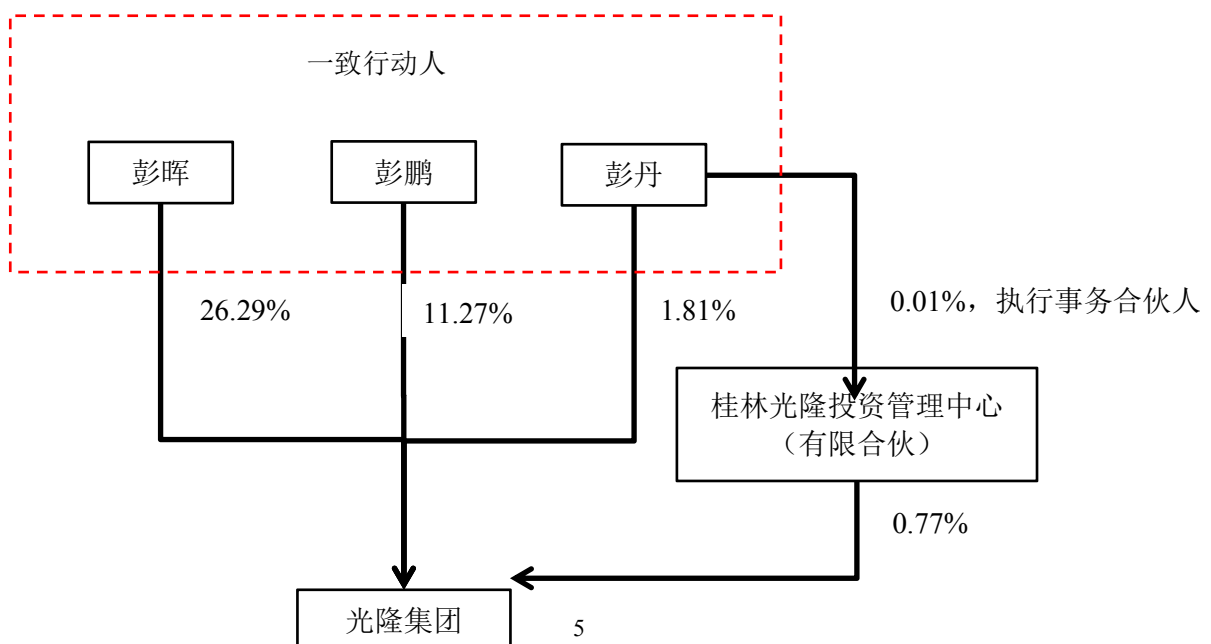 一致行动人
彭晖
彭鹏
彭丹
26.29%
11.27%
1.81%
0.01%，执行事务合伙人
桂林光隆投资管理中心
（有限合伙）
0.77%
光隆集团
5